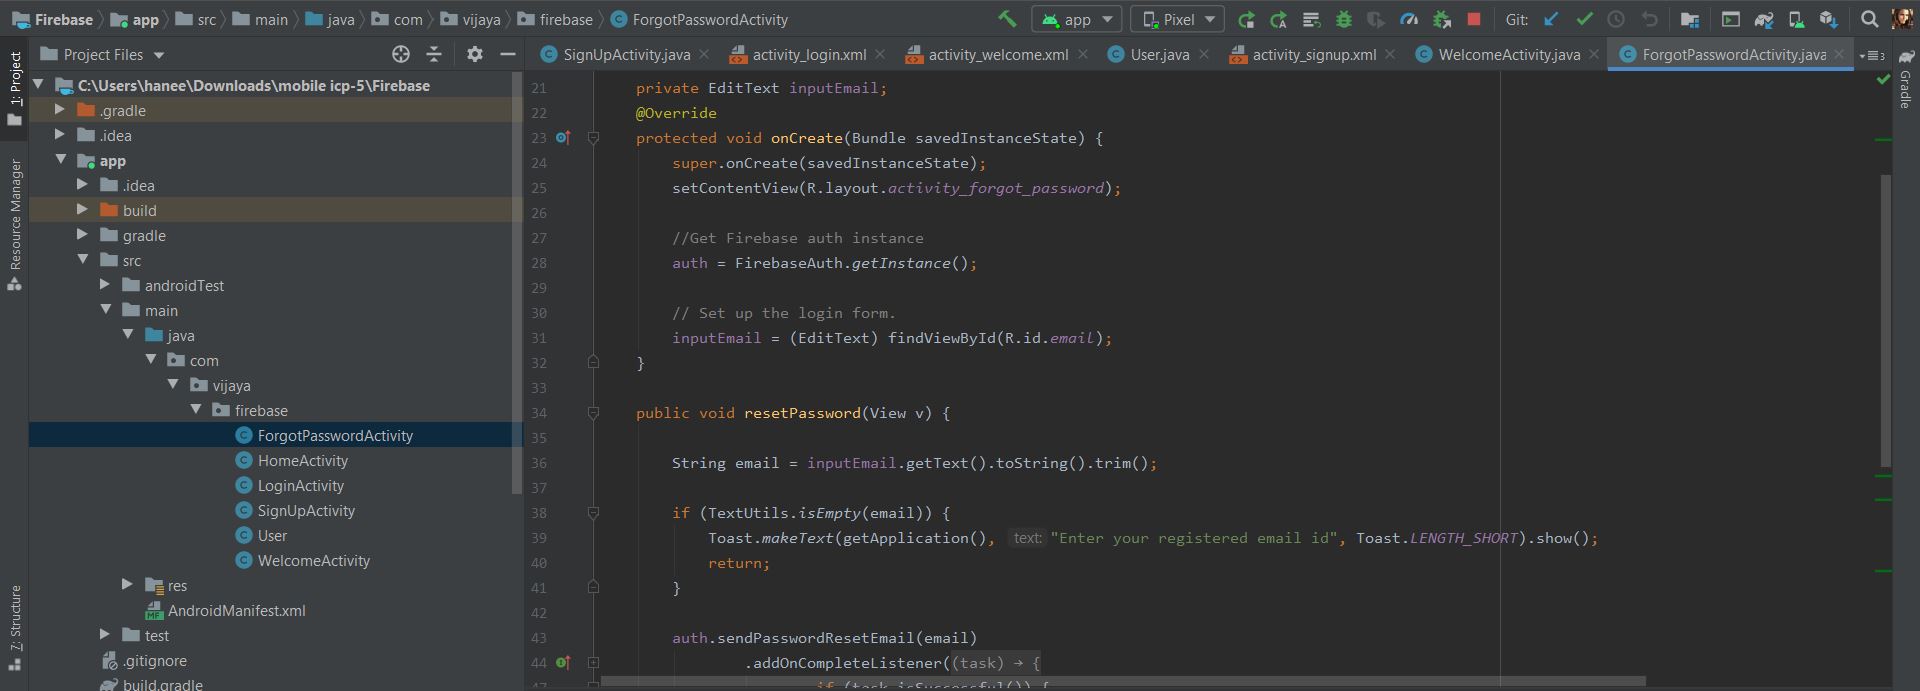 Firebase app src main java com vijaya firebase ForgotPasswordActivity app Pixel Git:
1: Project
Resource Manager
7: Structure
Project Files
C:\Users\hanee\Downloads\mobile icp-5\Firebase
.gradle
.idea
app
.idea
build
gradle
src
androidTest
main
java
com
vijaya
firebase
ForgotPasswordActivity
HomeActivity
LoginActivity
SignUpActivity
User
WelcomeActivity
res
AndroidManifest.xml
test
.gitignore
build.gradle
SignUpActivity.java activity_login.xml activity_welcome.xml User.java activity_signup.xml WelcomeActivity.java ForgotPasswordActivity.java 3
21 private EditText inputEmail;
22 @Override
23 protected void onCreate(Bundle savedInstanceState) {
24 super.onCreate(savedInstanceState);
25 setContentView(R.layout.activity_forgot_password);
26
27 //Get Firebase auth instance
28 auth = FirebaseAuth.getInstance();
29
30 // Set up the login form.
31 inputEmail = (EditText) findViewById(R.id.email);
32 }
33
34 public void resetPassword(View v) {
35
36 String email = inputEmail.getText().toString().trim();
37
38 if (TextUtils.isEmpty(email)) {
39 Toast.makeText(getApplication(), text: "Enter your registered email id", Toast.LENGTH_SHORT).show();
40 return;
41 }
42
43 auth.sendPasswordResetEmail(email)
44 .addOnCompleteListener((task) → {
47 if (task.isSuccessful()) {
Gradle